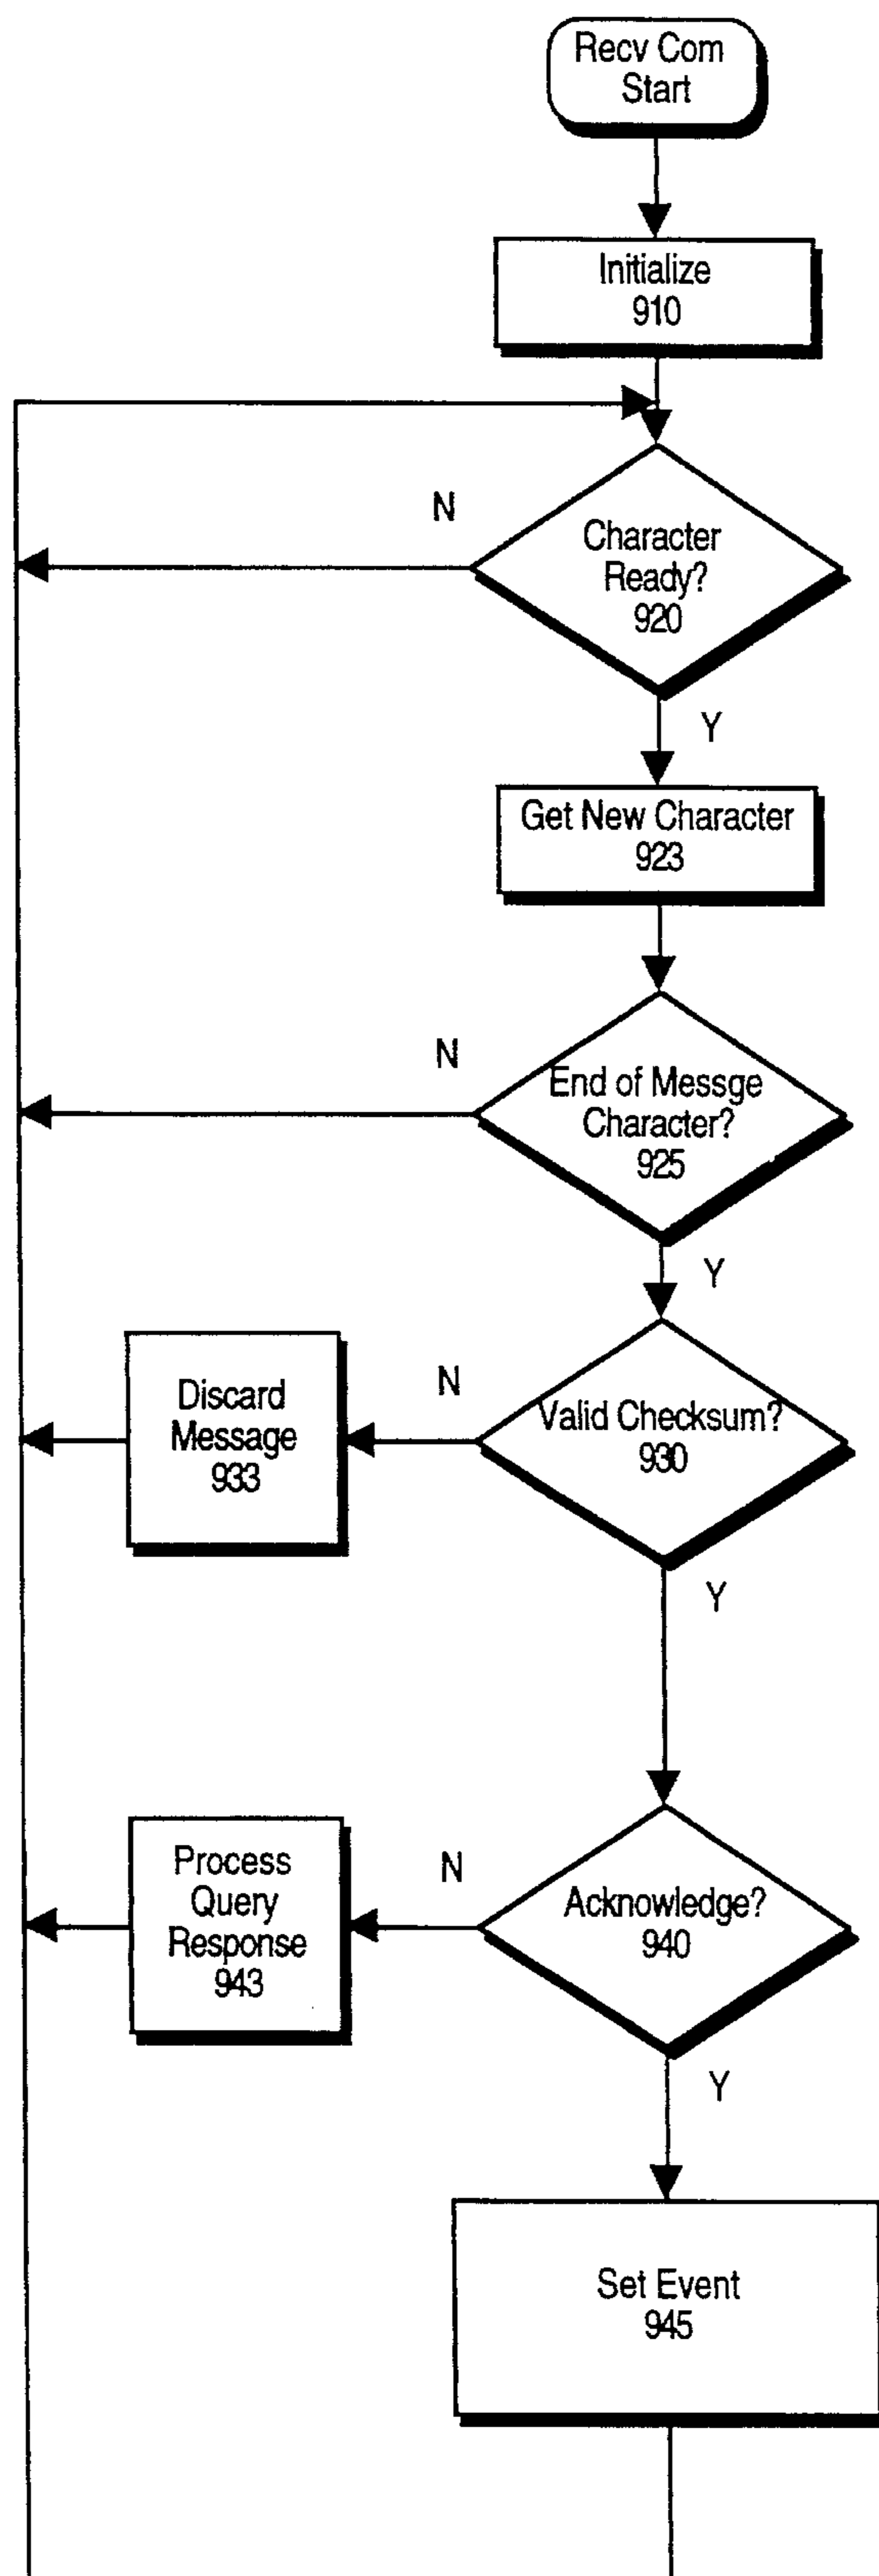 Recv Com
Start
Initialize
910
N
Character
Ready?
920
Y
Get New Character
923
N
End of Messge
Character?
925
Y
Discard
Message
933
N
Valid Checksum?
930
Y
Process
Query
Response
943
N
Acknowledge?
940
Y
Set Event
945